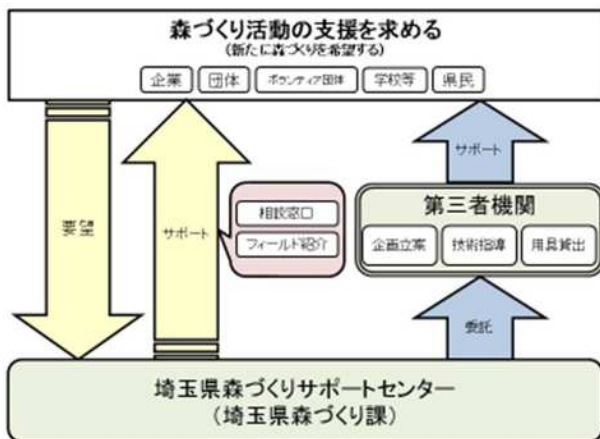 森づくり活動の支援を求める
(新たに森づくりを希望する)
企業 団体 ボランティア団体 学校等 県民
要望
サポート
相談窓口
フィールド紹介
サポート
第三者機関
企画立案 技術指導 用具貸出
委託
埼玉県森づくりサポートセンター
(埼玉県森づくり課)